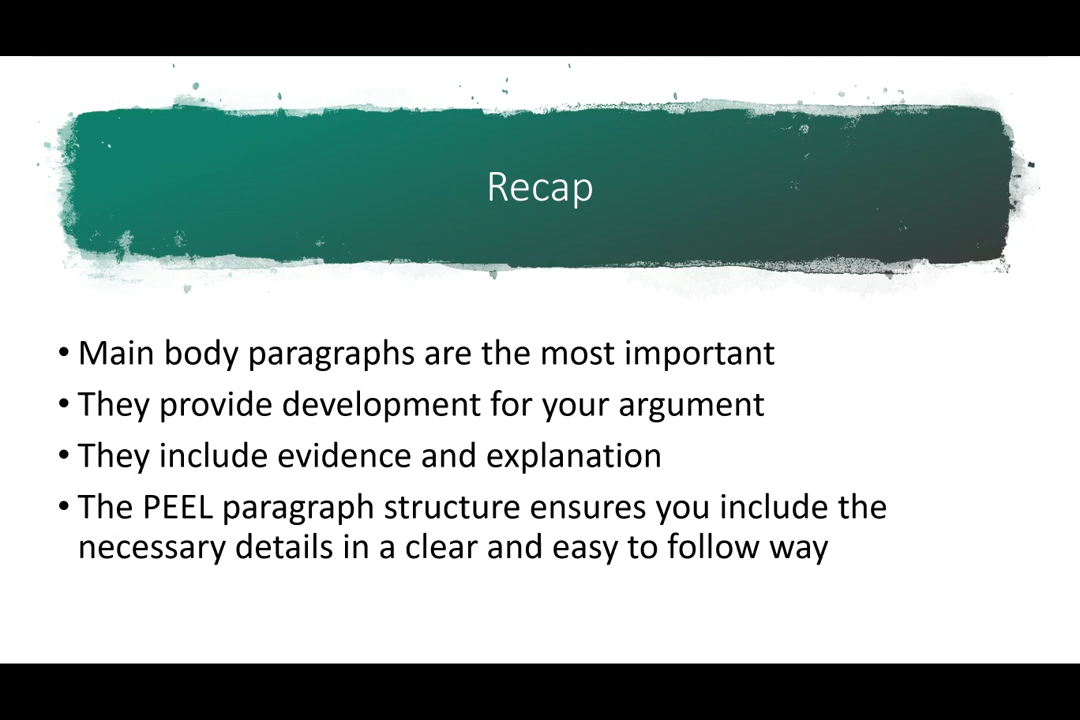 Recap
• Main body paragraphs are the most important
• They provide development for your argument
• They include evidence and explanation
• The PEEL paragraph structure ensures you include the
necessary details in a clear and easy to follow way